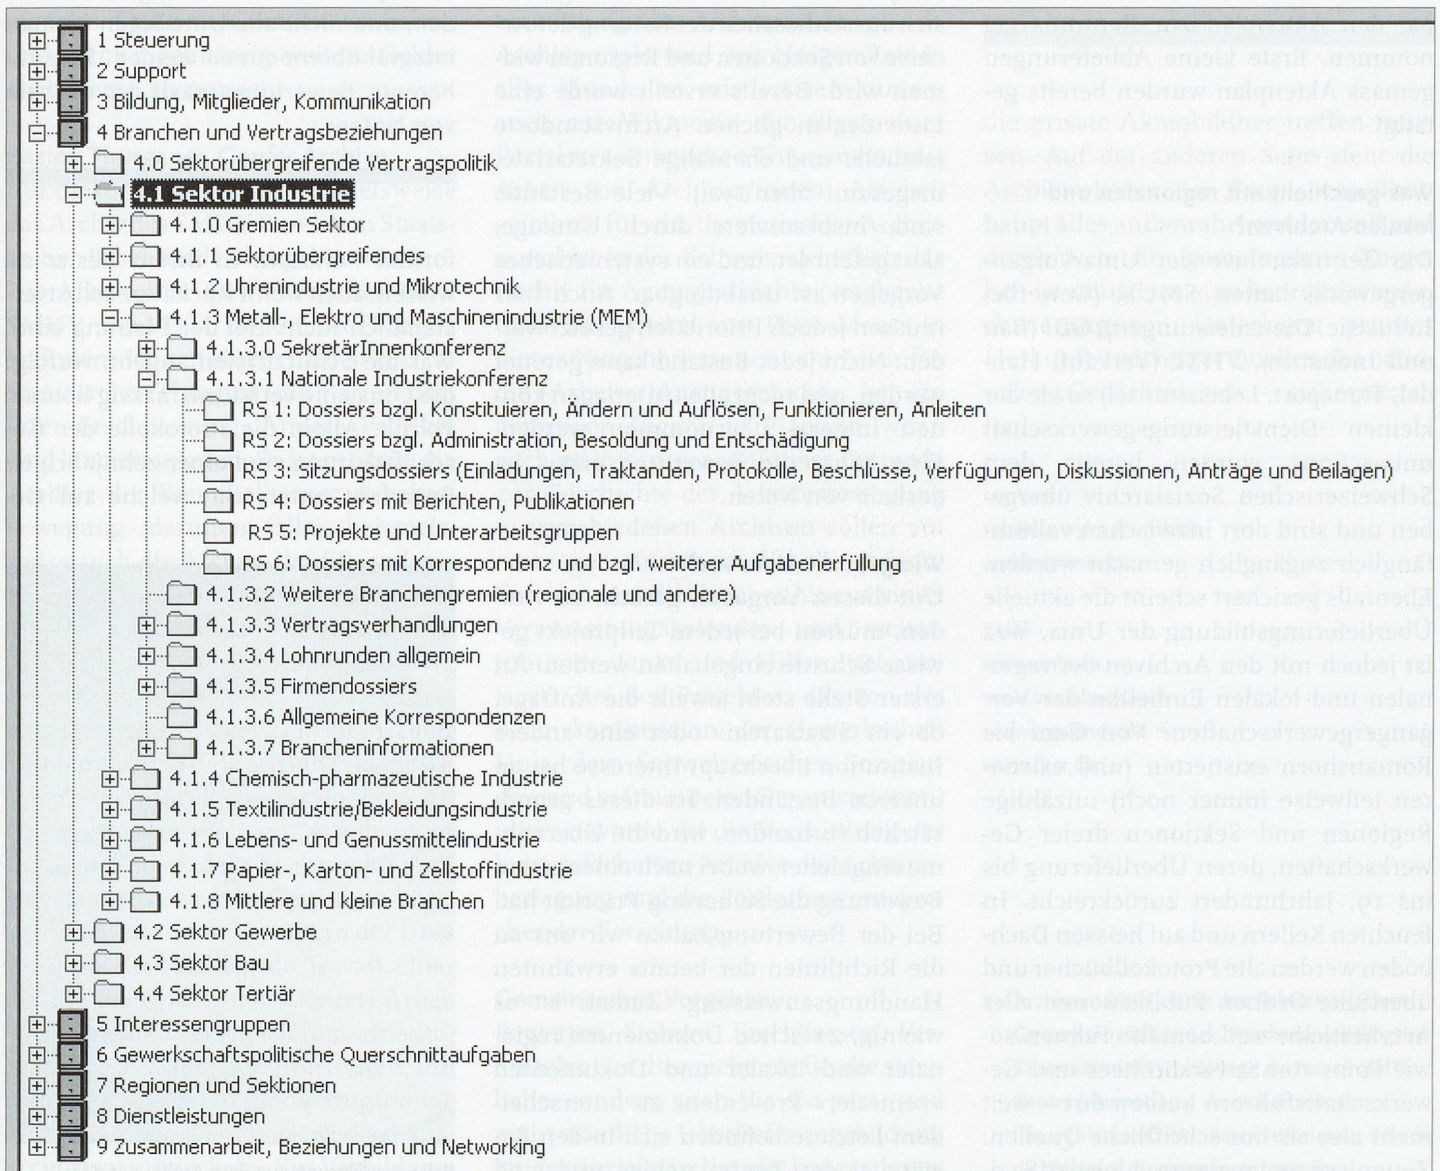 1 Steuerung
2 Support
3 Bildung, Mitglieder, Kommunikation
4 Branchen und Vertragsbeziehungen
4.0 Sektorübergreifende Vertragspolitik
4.1 Sektor Industrie
4.1.0 Gremien Sektor
4.1.1 Sektorübergreifendes
4.1.2 Uhrenindustrie und Mikrotechnik
4.1.3 Metall-, Elektro und Maschinenindustrie (MEM)
4.1.3.0 SekretärInnenkonferenz
4.1.3.1 Nationale Industriekonferenz
RS 1: Dossiers bzgl. Konstituieren, Ändern und Auflösen, Funktionieren, Anleiten
RS 2: Dossiers bzgl. Administration, Besoldung und Entschädigung
RS 3: Sitzungsdossiers (Einladungen, Traktanden, Protokolle, Beschlüsse, Verfügungen, Diskussionen, Anträge und Beilagen)
RS 4: Dossiers mit Berichten, Publikationen
RS 5: Projekte und Unterarbeitsgruppen
RS 6: Dossiers mit Korrespondenz und bzgl. weiterer Aufgabenerfüllung
4.1.3.2 Weitere Branchengremien (regionale und andere)
4.1.3.3 Vertragsverhandlungen
4.1.3.4 Lohnrunden allgemein
4.1.3.5 Firmendossiers
4.1.3.6 Allgemeine Korrespondenzen
4.1.3.7 Brancheninformationen
4.1.4 Chemisch-pharmazeutische Industrie
4.1.5 Textilindustrie/Bekleidungsindustrie
4.1.6 Lebens- und Genussmittelindustrie
4.1.7 Papier-, Karton- und Zellstoffindustrie
4.1.8 Mittlere und kleine Branchen
4.2 Sektor Gewerbe
4.3 Sektor Bau
4.4 Sektor Tertiär
5 Interessengruppen
6 Gewerkschaftspolitische Querschnittaufgaben
7 Regionen und Sektionen
8 Dienstleistungen
9 Zusammenarbeit, Beziehungen und Networking